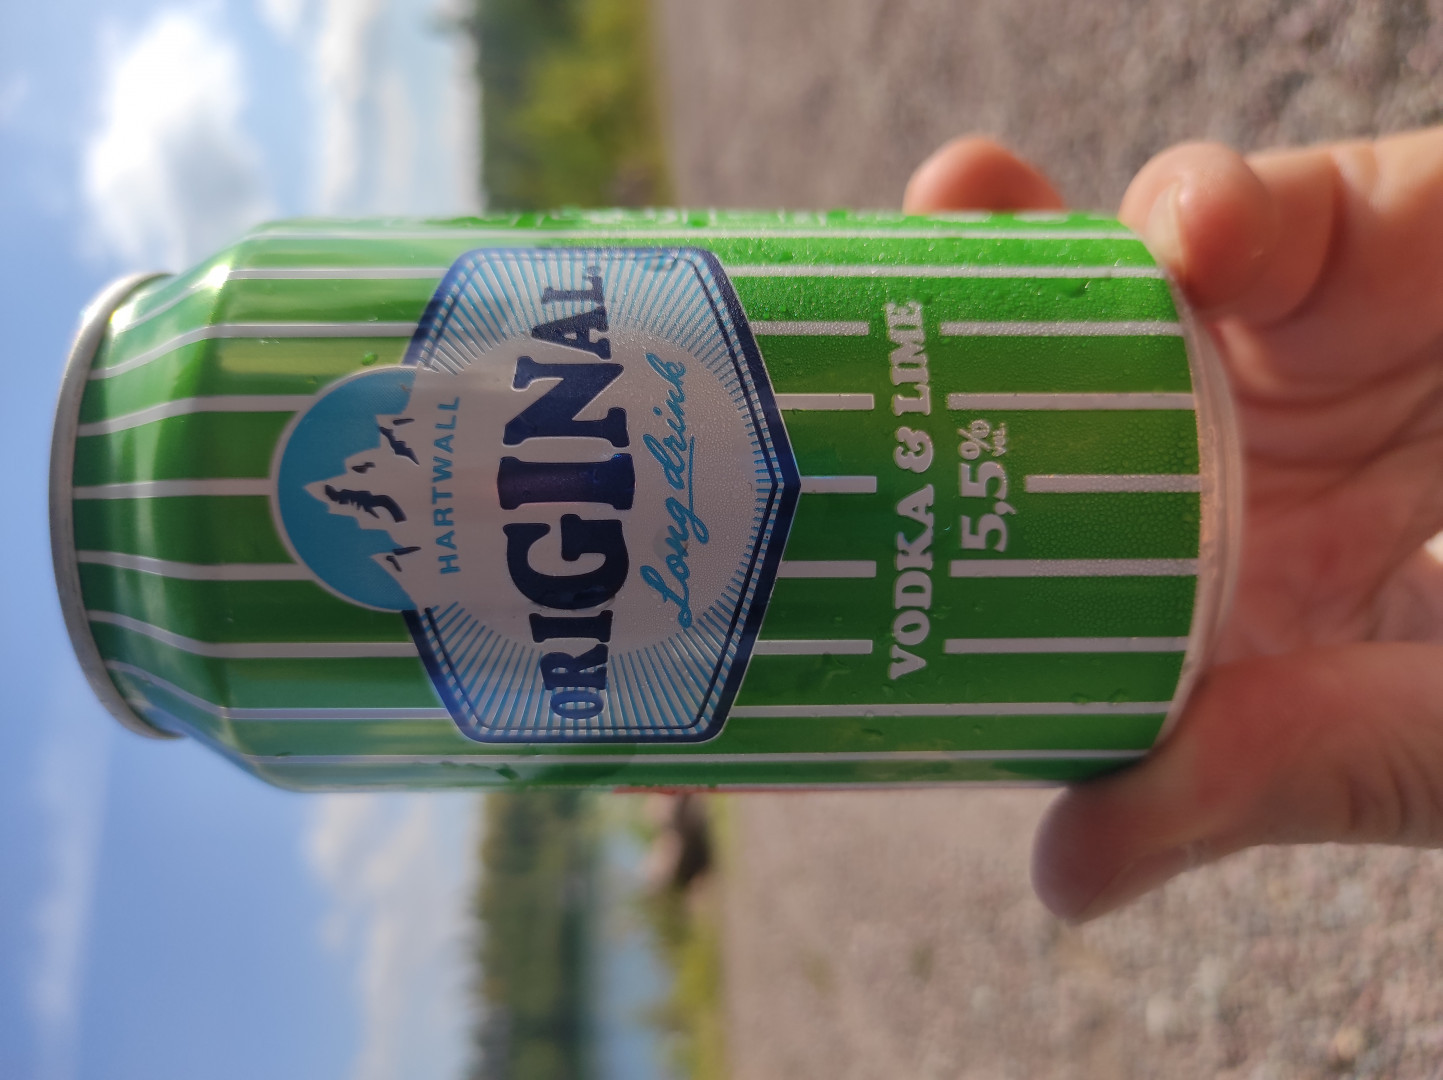 HARTWALL
ORIGINAL
Long drink
VODKA & LIME
5,5% vol.